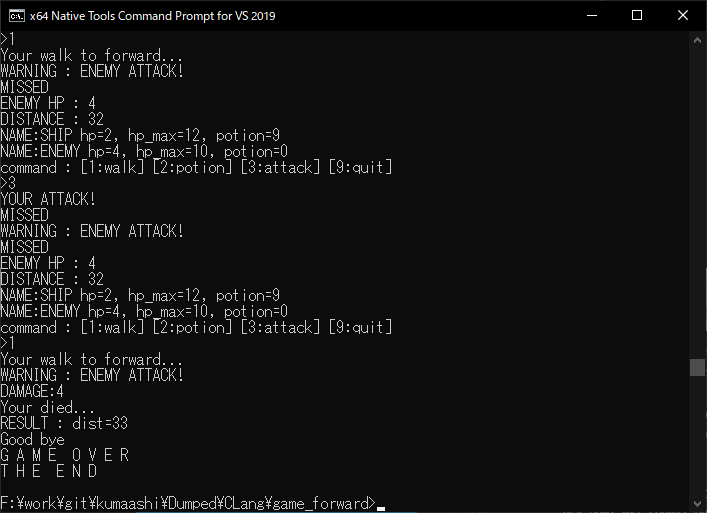 x64 Native Tools Command Prompt for VS 2019
>1
Your walk to forward...
WARNING : ENEMY ATTACK!
MISSED
ENEMY HP : 4
DISTANCE : 32
NAME:SHIP hp=2, hp_max=12, potion=9
NAME:ENEMY hp=4, hp_max=10, potion=0
command : [1:walk] [2:potion] [3:attack] [9:quit]
>3
YOUR ATTACK!
MISSED
WARNING : ENEMY ATTACK!
MISSED
ENEMY HP : 4
DISTANCE : 32
NAME:SHIP hp=2, hp_max=12, potion=9
NAME:ENEMY hp=4, hp_max=10, potion=0
command : [1:walk] [2:potion] [3:attack] [9:quit]
>1
Your walk to forward...
WARNING : ENEMY ATTACK!
DAMAGE:4
Your died...
RESULT : dist=33
Good bye
G A M E  O V E R
T H E  E N D
F:¥work¥git¥kumaashi¥Dumped¥CLang¥game_forward>